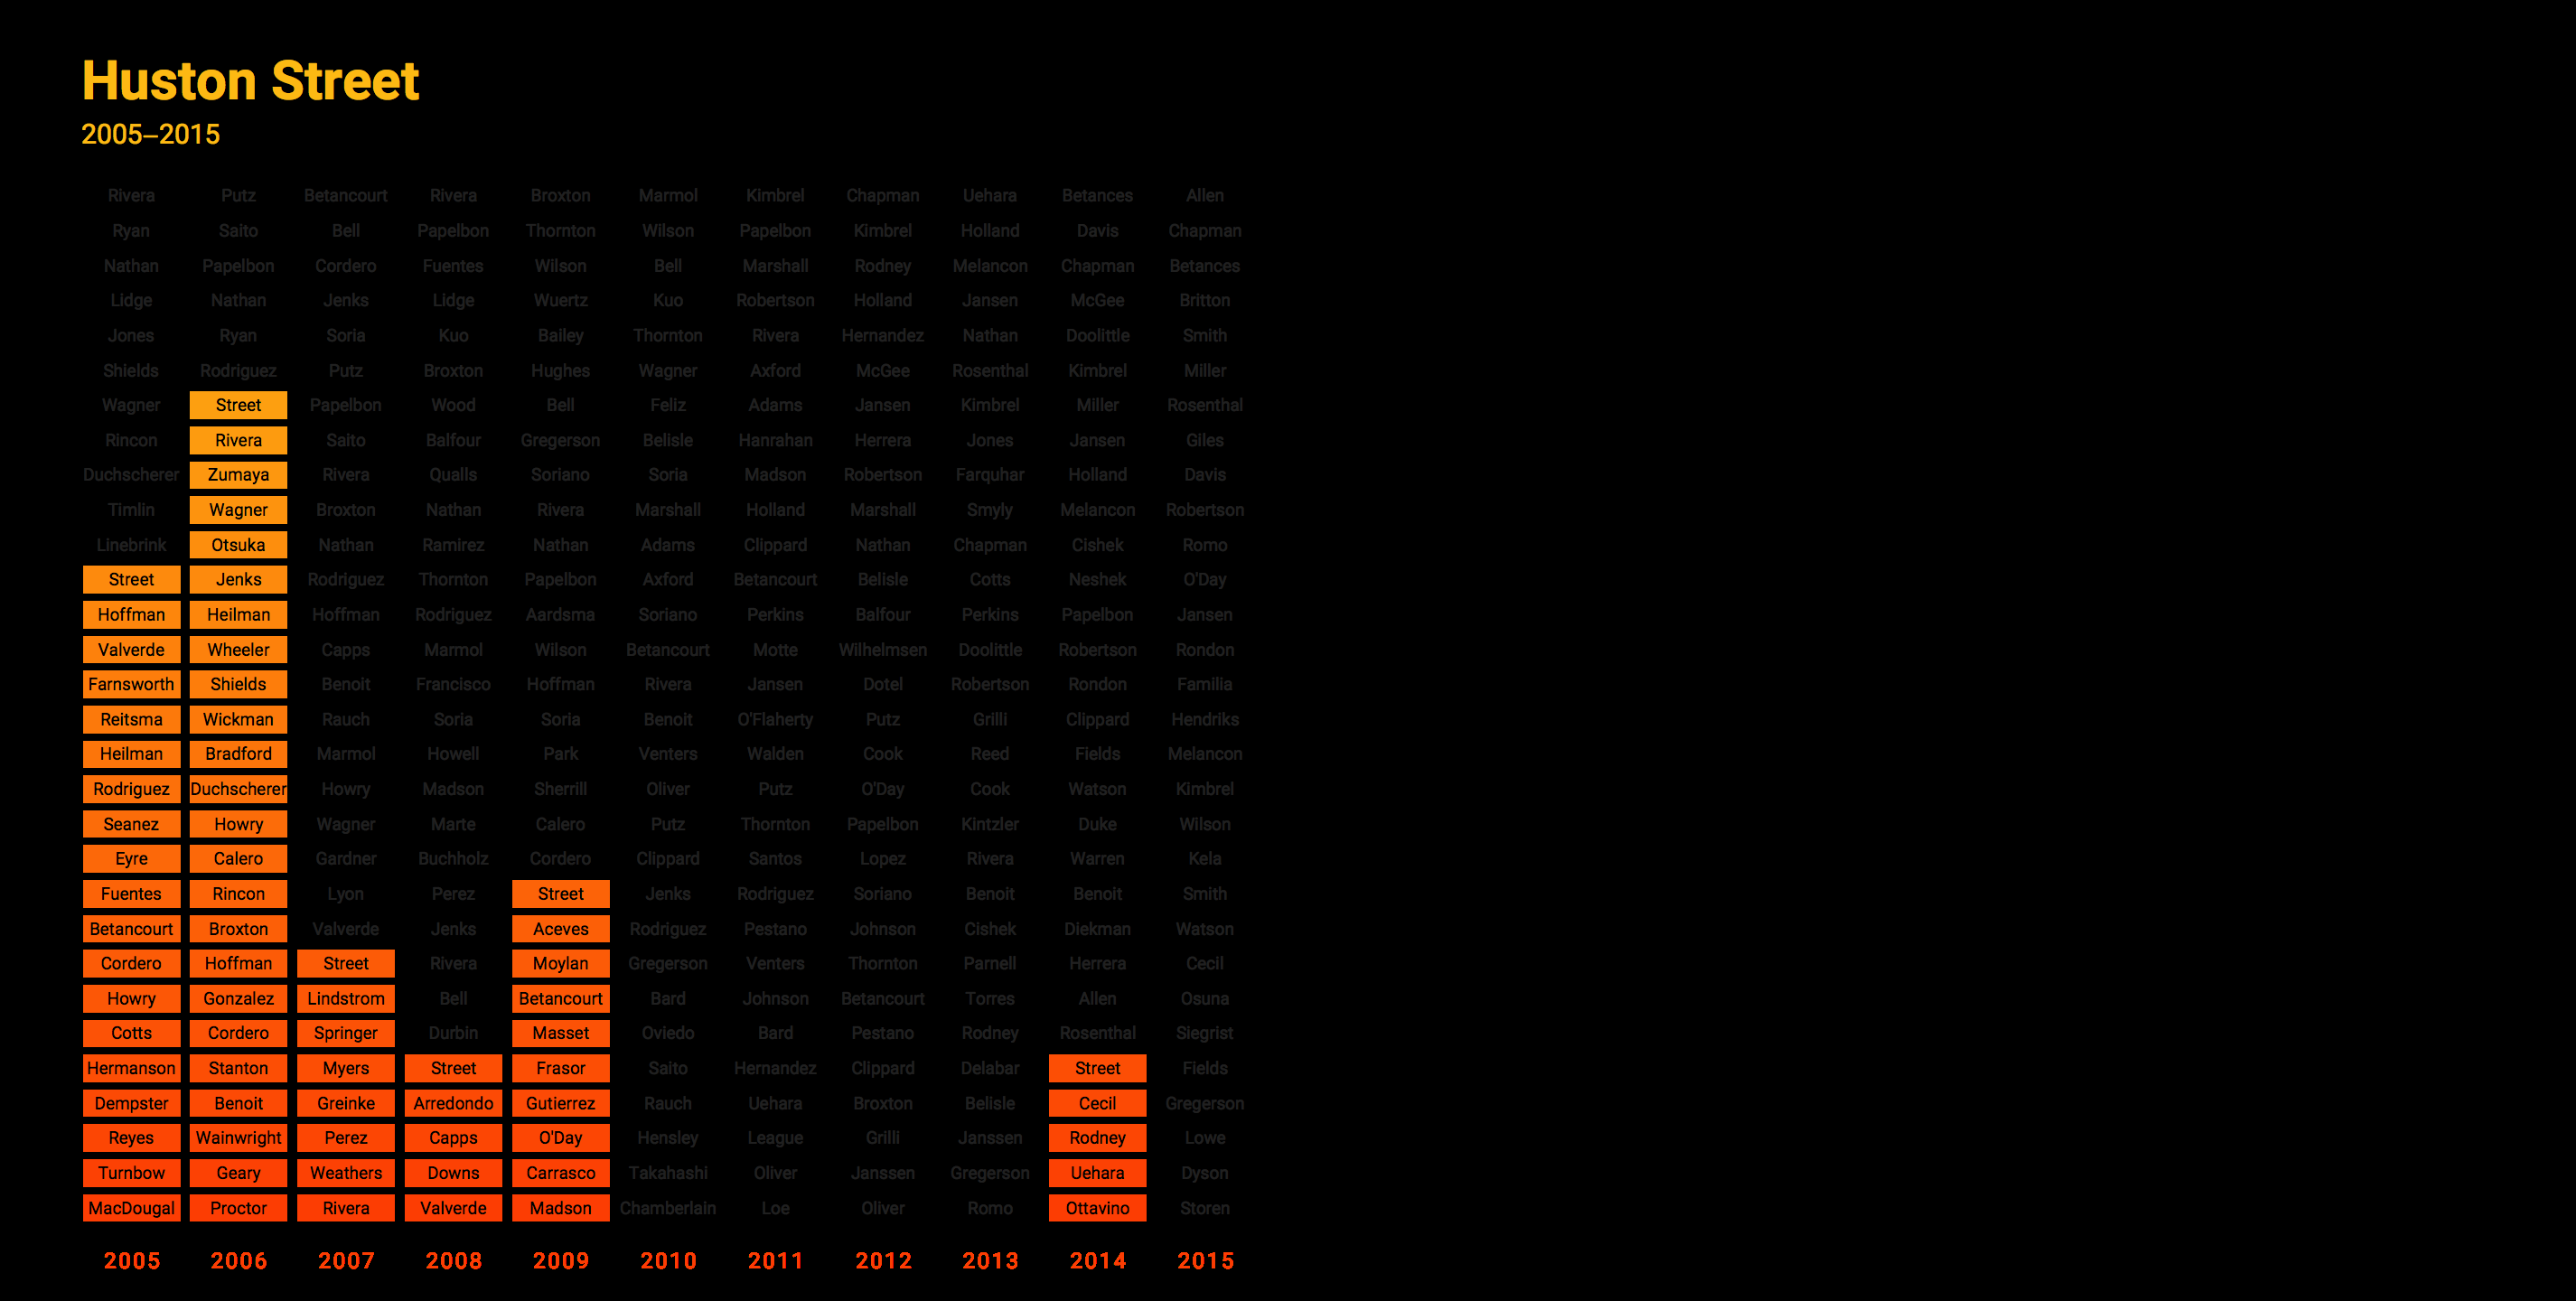 Huston Street
2005–2015
Rivera Putz Betancourt Rivera Broxton Marmol Kimbrel Chapman Uehara Betances Allen
Ryan Saito Bell Papelbon Thornton Wilson Papelbon Kimbrel Holland Davis Chapman
Nathan Papelbon Cordero Fuentes Wilson Bell Marshall Rodney Melancon Chapman Betances
Lidge Nathan Jenks Lidge Wuertz Kuo Robertson Holland Jansen McGee Britton
Jones Ryan Soria Kuo Bailey Thornton Rivera Hernandez Nathan Doolittle Smith
Shields Rodriguez Putz Broxton Hughes Wagner Axford McGee Rosenthal Kimbrel Miller
Wagner Street Papelbon Wood Bell Feliz Adams Jansen Kimbrel Miller Rosenthal
Rincon Rivera Saito Balfour Gregerson Belisle Hanrahan Herrera Jones Jansen Giles
Duchscherer Zumaya Rivera Qualls Soriano Soria Madson Robertson Farquhar Holland Davis
Timlin Wagner Broxton Nathan Rivera Marshall Holland Marshall Smyly Melancon Robertson
Linebrink Otsuka Nathan Ramirez Nathan Adams Clippard Nathan Chapman Cishek Romo
Street Jenks Rodriguez Thornton Papelbon Axford Betancourt Belisle Cotts Neshek O'Day
Hoffman Heilman Hoffman Rodriguez Aardsma Soriano Perkins Balfour Perkins Papelbon Jansen
Valverde Wheeler Capps Marmol Wilson Betancourt Motte Wilhelmsen Doolittle Robertson Rondon
Farnsworth Shields Benoit Francisco Hoffman Rivera Jansen Dotel Robertson Rondon Familia
Reitsma Wickman Rauch Soria Soria Benoit O'Flaherty Putz Grilli Clippard Hendriks
Heilman Bradford Marmol Howell Park Venters Walden Cook Reed Fields Melancon
Rodriguez Duchscherer Howry Madson Sherrill Oliver Putz O'Day Cook Watson Kimbrel
Seanez Howry Wagner Marte Calero Putz Thornton Papelbon Kintzler Duke Wilson
Eyre Calero Gardner Buchholz Cordero Clippard Santos Lopez Rivera Warren Kela
Fuentes Rincon Lyon Perez Street Jenks Rodriguez Soriano Benoit Benoit Smith
Betancourt Broxton Valverde Jenks Aceves Rodriguez Pestano Johnson Cishek Diekman Watson
Cordero Hoffman Street Rivera Moylan Gregerson Venters Thornton Parnell Herrera Cecil
Howry Gonzalez Lindstrom Bell Betancourt Bard Johnson Betancourt Torres Allen Osuna
Cotts Cordero Springer Durbin Masset Oviedo Bard Pestano Rodney Rosenthal Siegrist
Hermanson Stanton Myers Street Frasor Saito Hernandez Clippard Delabar Street Fields
Dempster Benoit Greinke Arredondo Gutierrez Rauch Uehara Broxton Belisle Cecil Gregerson
Reyes Wainwright Perez Capps O'Day Hensley League Grilli Janssen Rodney Lowe
Turnbow Geary Weathers Downs Carrasco Takahashi Oliver Janssen Gregerson Uehara Dyson
MacDougal Proctor Rivera Valverde Madson Chamberlain Loe Oliver Romo Ottavino Storen
2005 2006 2007 2008 2009 2010 2011 2012 2013 2014 2015